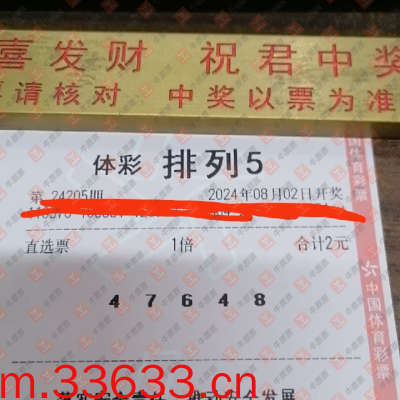 喜发财 祝君中奖
请核对 中奖以票为准
体彩 排列5
第 24205期 2024年08月02日开奖
直选票 1倍 合计2元
4 7 6 4 8
中国体育彩票
m.33633.cn